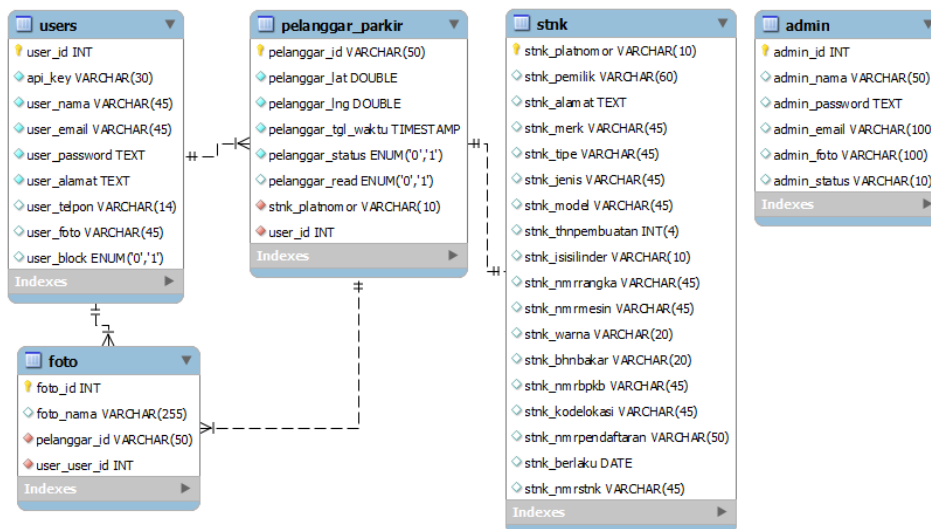 users
user_id INT
api_key VARCHAR(30)
user_nama VARCHAR(45)
user_email VARCHAR(45)
user_password TEXT
user_alamat TEXT
user_telpon VARCHAR(14)
user_foto VARCHAR(45)
user_block ENUM('0','1')
Indexes
pelanggar_parkir
pelanggar_id VARCHAR(50)
pelanggar_lat DOUBLE
pelanggar_lng DOUBLE
pelanggar_tgl_waktu TIMESTAMP
pelanggar_status ENUM('0','1')
pelanggar_read ENUM('0','1')
stnk_platnomor VARCHAR(10)
user_id INT
Indexes
stnk
stnk_platnomor VARCHAR(10)
stnk_pemilik VARCHAR(60)
stnk_alamat TEXT
stnk_merk VARCHAR(45)
stnk_tipe VARCHAR(45)
stnk_jenis VARCHAR(45)
stnk_model VARCHAR(45)
stnk_thnpembuatan INT(4)
stnk_isisilinder VARCHAR(10)
stnk_nmrrangka VARCHAR(45)
stnk_nmrmesin VARCHAR(45)
stnk_warna VARCHAR(20)
stnk_bhnbakar VARCHAR(20)
stnk_nmrbpkb VARCHAR(45)
stnk_kodelokasi VARCHAR(45)
stnk_nmrpendaftaran VARCHAR(50)
stnk_berlaku DATE
stnk_nmrstnk VARCHAR(45)
Indexes
admin
admin_id INT
admin_nama VARCHAR(50)
admin_password TEXT
admin_email VARCHAR(100
admin_foto VARCHAR(100)
admin_status VARCHAR(10)
Indexes
foto
foto_id INT
foto_nama VARCHAR(255)
pelanggar_id VARCHAR(50)
user_user_id INT
Indexes